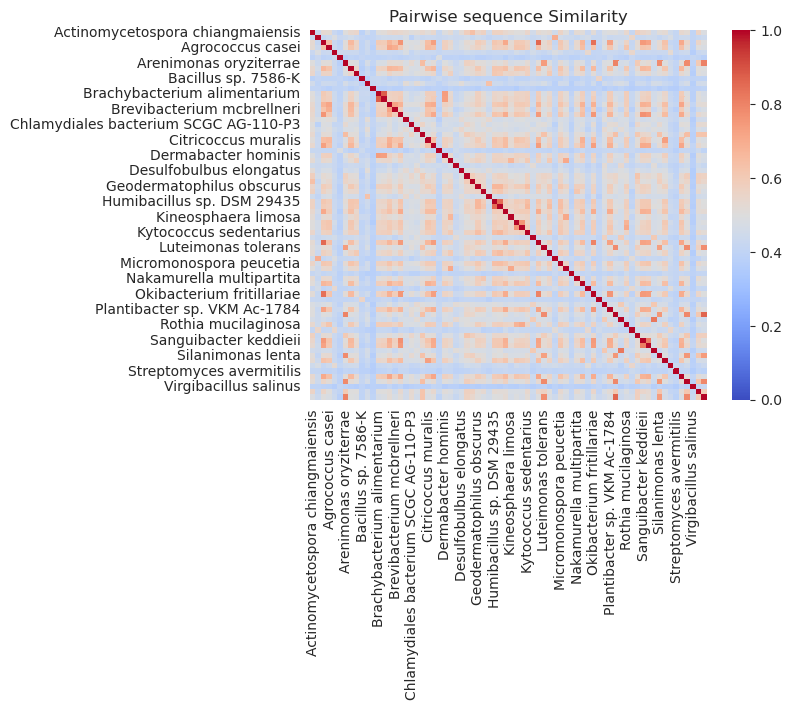 Pairwise sequence Similarity
Actinomycetospora chiangmaiensis
Agrococcus casei
Arenimonas oryziterrae
Bacillus sp. 7586-K
Brachybacterium alimentarium
Brevibacterium mcbrellneri
Chlamydiales bacterium SCGC AG-110-P3
Citricoccus muralis
Dermabacter hominis
Desulfobulbus elongatus
Geodermatophilus obscurus
Humibacillus sp. DSM 29435
Kineosphaera limosa
Kytococcus sedentarius
Luteimonas tolerans
Micromonospora peucetia
Nakamurella multipartita
Okibacterium fritillariae
Plantibacter sp. VKM Ac-1784
Rothia mucilaginosa
Sanguibacter keddieii
Silanimonas lenta
Streptomyces avermitilis
Virgibacillus salinus
1.0
0.8
0.6
0.4
0.2
0.0
Actinomycetospora chiangmaiensis
Agrococcus casei
Arenimonas oryziterrae
Bacillus sp. 7586-K
Brachybacterium alimentarium
Brevibacterium mcbrellneri
Chlamydiales bacterium SCGC AG-110-P3
Citricoccus muralis
Dermabacter hominis
Desulfobulbus elongatus
Geodermatophilus obscurus
Humibacillus sp. DSM 29435
Kineosphaera limosa
Kytococcus sedentarius
Luteimonas tolerans
Micromonospora peucetia
Nakamurella multipartita
Okibacterium fritillariae
Plantibacter sp. VKM Ac-1784
Rothia mucilaginosa
Sanguibacter keddieii
Silanimonas lenta
Streptomyces avermitilis
Virgibacillus salinus